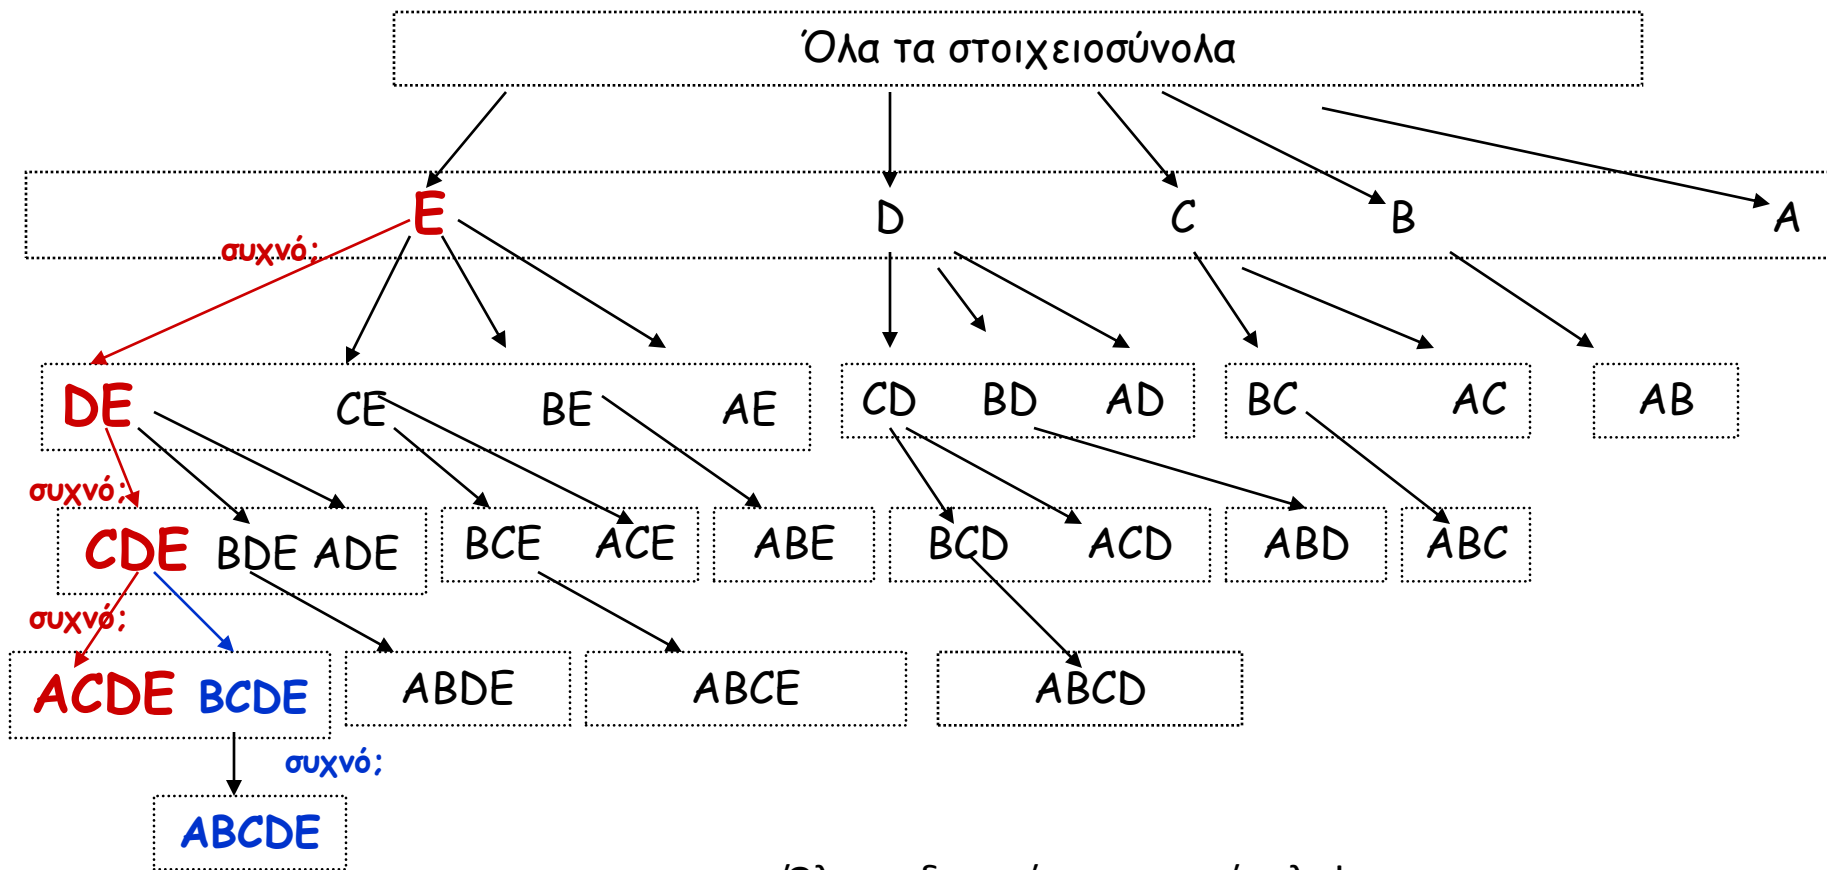 Όλα τα στοιχειοσύνολα
E D C B A
συχνό;
DE CE BE AE CD BD AD BC AC AB
συχνό;
CDE BDE ADE BCE ACE ABE BCD ACD ABD ABC
συχνό;
ACDE BCDE ABDE ABCE ABCD
συχνό;
ABCDE